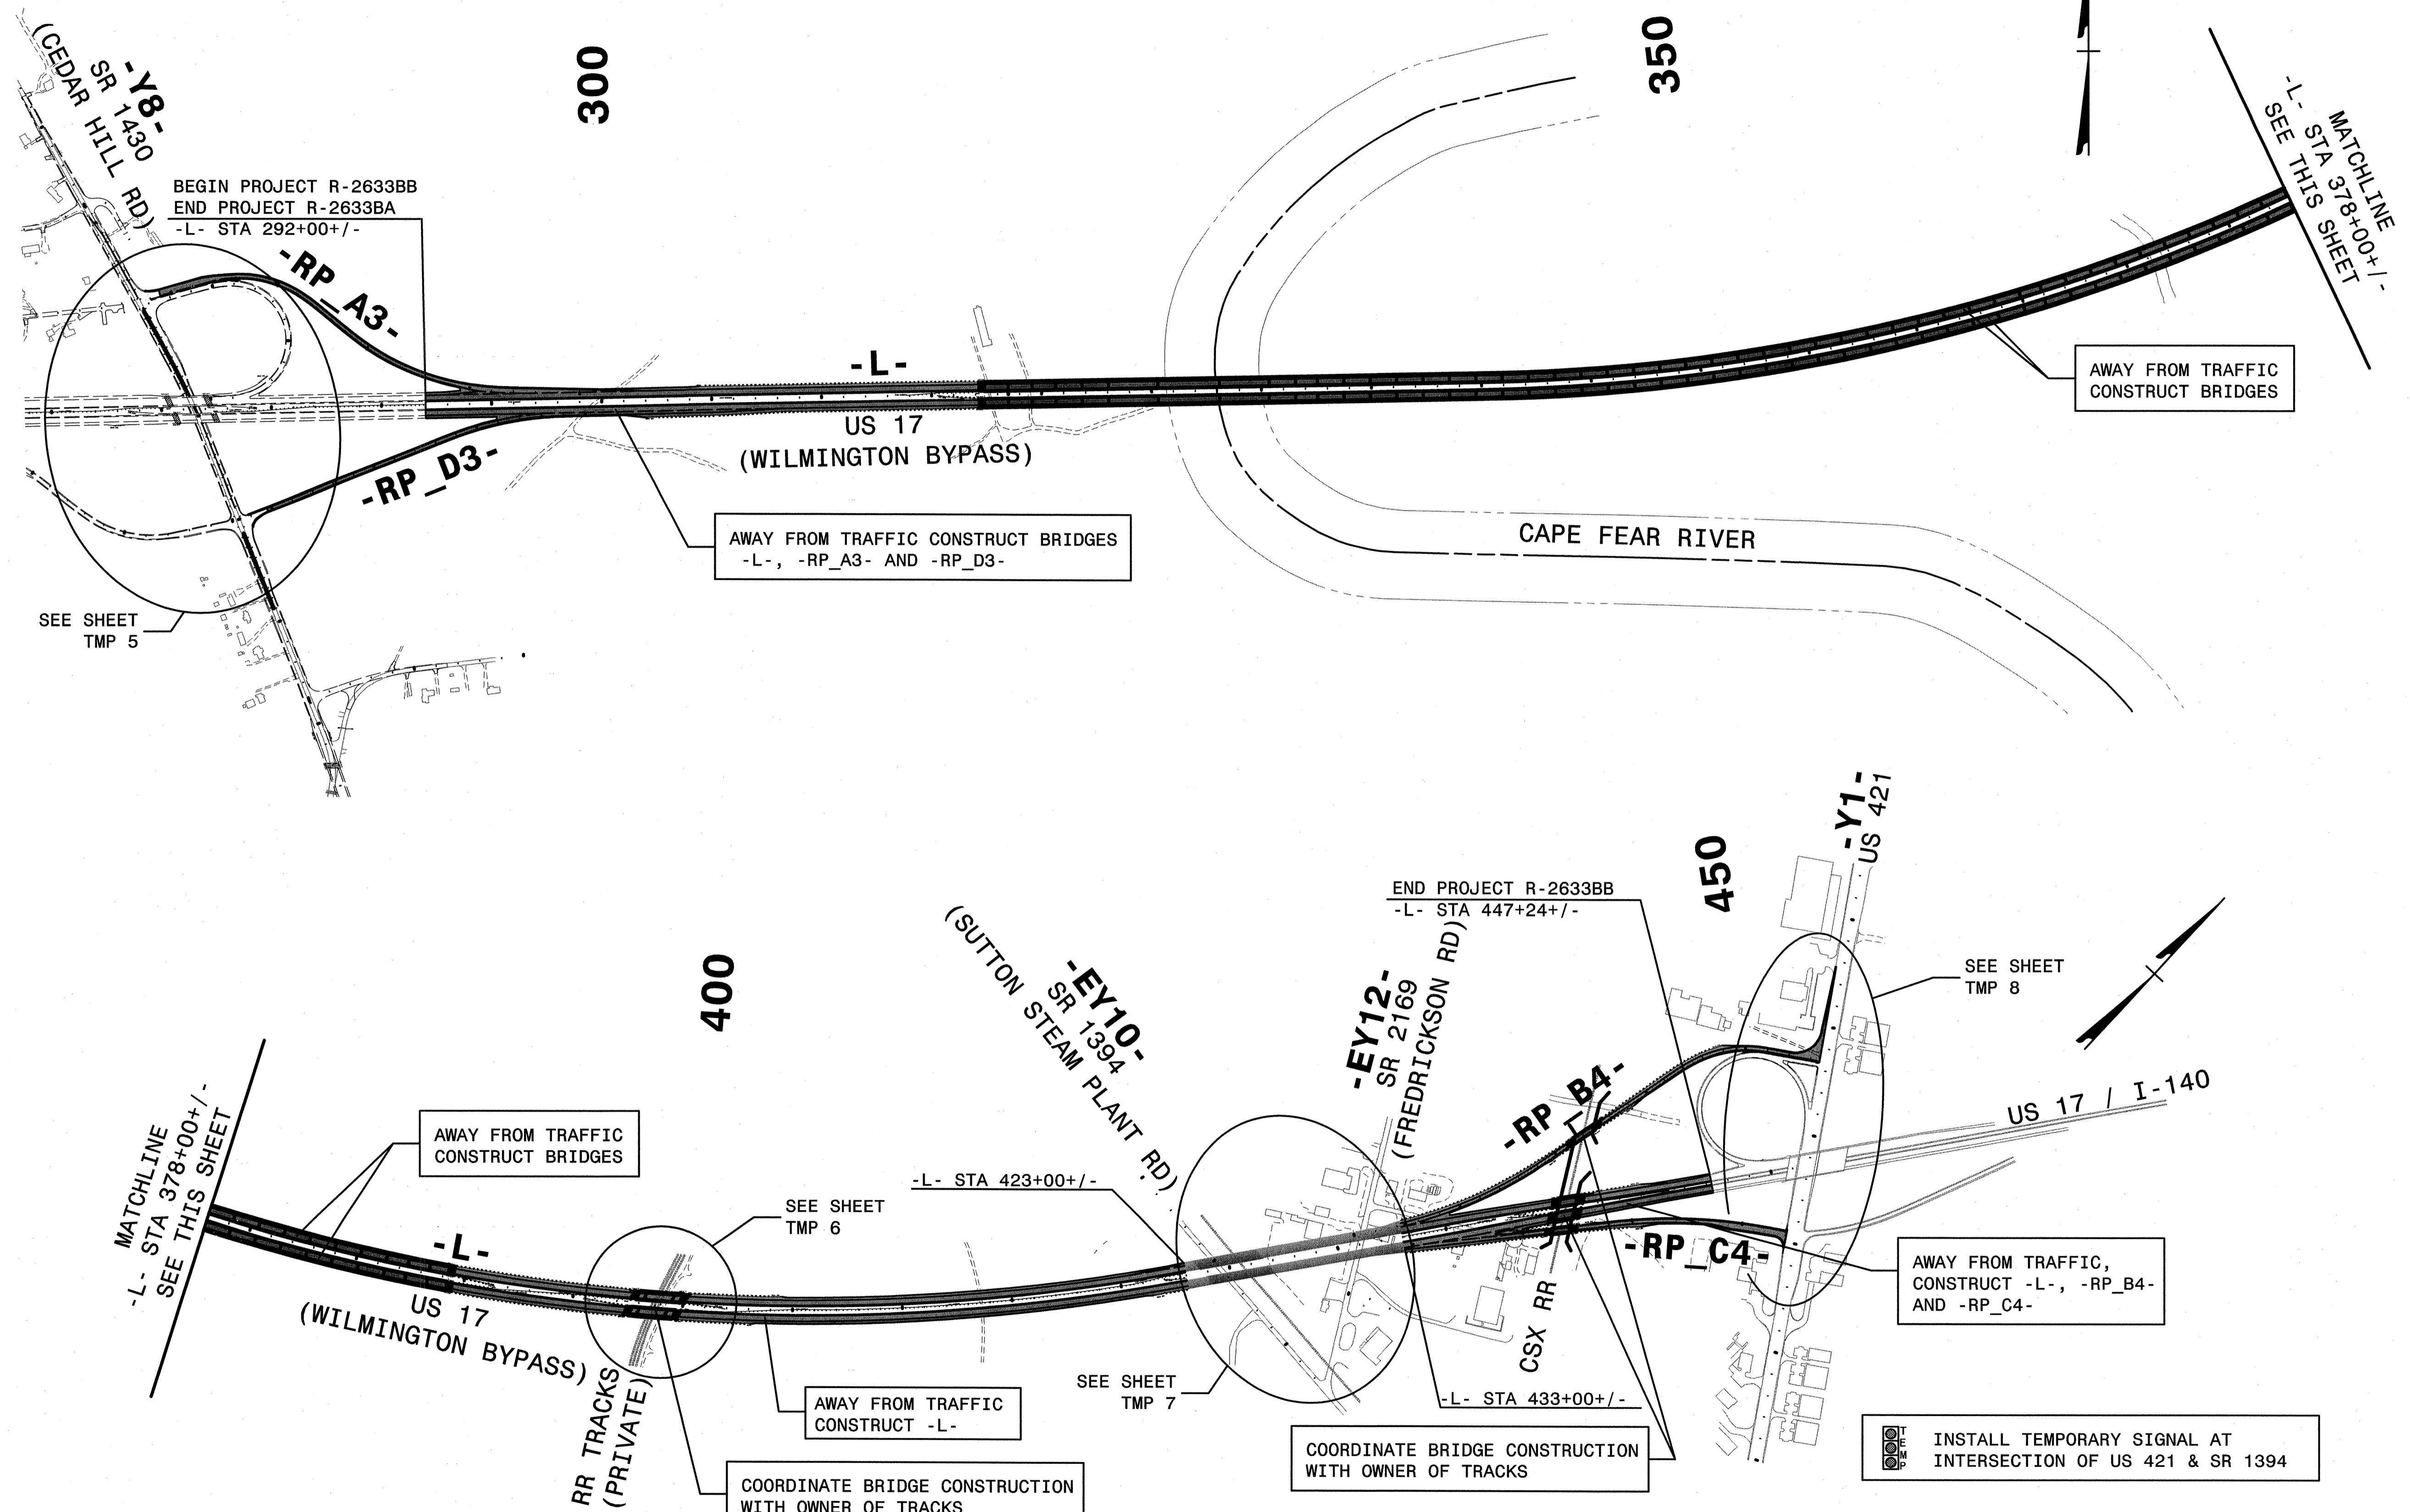 -Y8-
SR 1430
(CEDAR HILL RD)
300
350
BEGIN PROJECT R-2633BB
END PROJECT R-2633BA
-L- STA 292+00+/-
-RP_A3-
-L-
US 17
(WILMINGTON BYPASS)
-RP_D3-
AWAY FROM TRAFFIC CONSTRUCT BRIDGES
-L-, -RP_A3- AND -RP_D3-
SEE SHEET
TMP 5
CAPE FEAR RIVER
AWAY FROM TRAFFIC
CONSTRUCT BRIDGES
MATCHLINE
-L- STA 378+00+/-
SEE THIS SHEET
MATCHLINE
-L- STA 378+00+/-
SEE THIS SHEET
AWAY FROM TRAFFIC
CONSTRUCT BRIDGES
-L-
US 17
(WILMINGTON BYPASS)
400
SEE SHEET
TMP 6
RR TRACKS
(PRIVATE)
COORDINATE BRIDGE CONSTRUCTION
WITH OWNER OF TRACKS
AWAY FROM TRAFFIC
CONSTRUCT -L-
-L- STA 423+00+/-
-EY10-
SR 1394
(SUTTON STEAM PLANT RD)
SEE SHEET
TMP 7
-EY12-
SR 2169
(FREDRICKSON RD)
END PROJECT R-2633BB
-L- STA 447+24+/-
450
-Y1-
US 421
SEE SHEET
TMP 8
-RP_B4-
US 17 / I-140
-RP_C4-
CSX RR
-L- STA 433+00+/-
AWAY FROM TRAFFIC,
CONSTRUCT -L-, -RP_B4-
AND -RP_C4-
COORDINATE BRIDGE CONSTRUCTION
WITH OWNER OF TRACKS
TEMP
INSTALL TEMPORARY SIGNAL AT
INTERSECTION OF US 421 & SR 1394